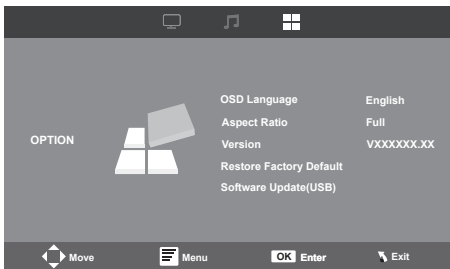 OPTION
OSD Language English
Aspect Ratio Full
Version VXXXXXX.XX
Restore Factory Default
Software Update(USB)
Move Menu OK Enter Exit